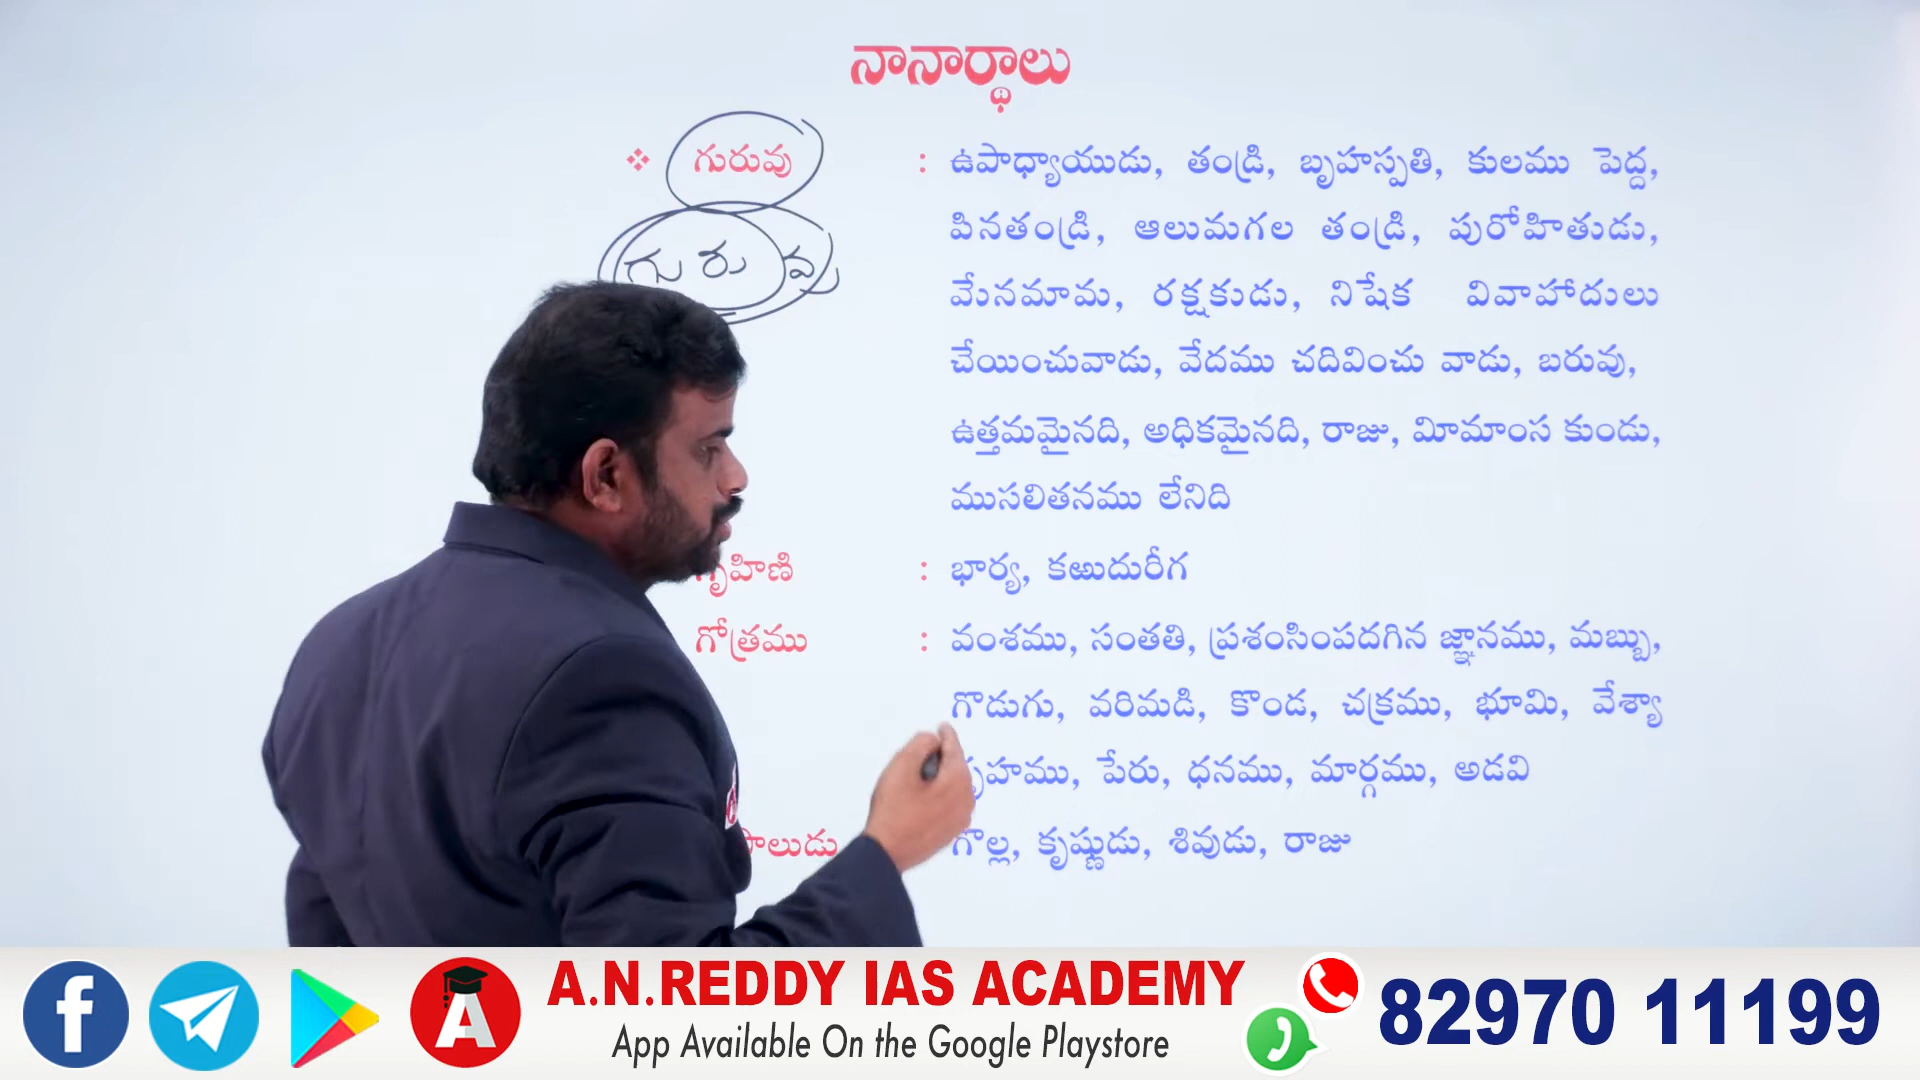 నానార్థాలు
❖ గురువు : ఉపాధ్యాయుడు, తండ్రి, బృహస్పతి, కులము పెద్ద,
పినతండ్రి, ఆలుమగల తండ్రి, పురోహితుడు,
గురువు
మేనమామ, రక్షకుడు, నిషేక వివాహాదులు
చేయించువాడు, వేదము చదివించు వాడు, బరువు,
ఉత్తమమైనది, అధికమైనది, రాజు, మీమాంస కుండు,
ముసలితనము లేనిది
గృహిణి : భార్య, కఱుదురీగ
గోత్రము : వంశము, సంతతి, ప్రశంసింపదగిన జ్ఞానము, మబ్బు,
గొడుగు, వరిమడి, కొండ, చక్రము, భూమి, వేశ్యా
గృహము, పేరు, ధనము, మార్గము, అడవి
గొల్ల, కృష్ణుడు, శివుడు, రాజు
A.N.REDDY IAS ACADEMY
App Available On the Google Playstore
82970 11199